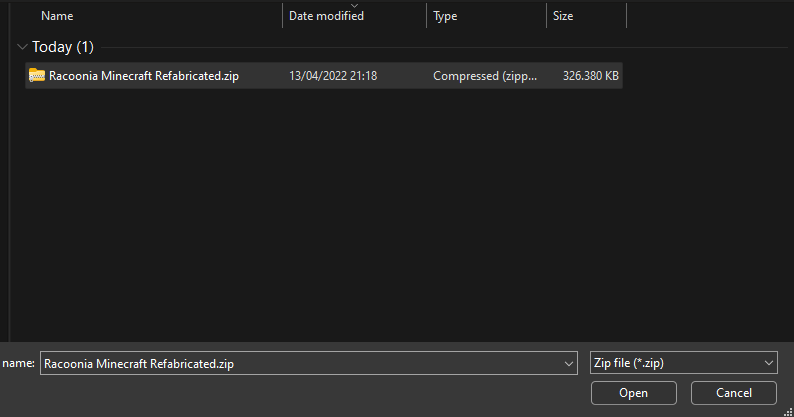 Name Date modified Type Size
Today (1)
Racoonia Minecraft Refabricated.zip 13/04/2022 21:18 Compressed (zipp... 326.380 KB
name: Racoonia Minecraft Refabricated.zip Zip file (*.zip)
Open Cancel